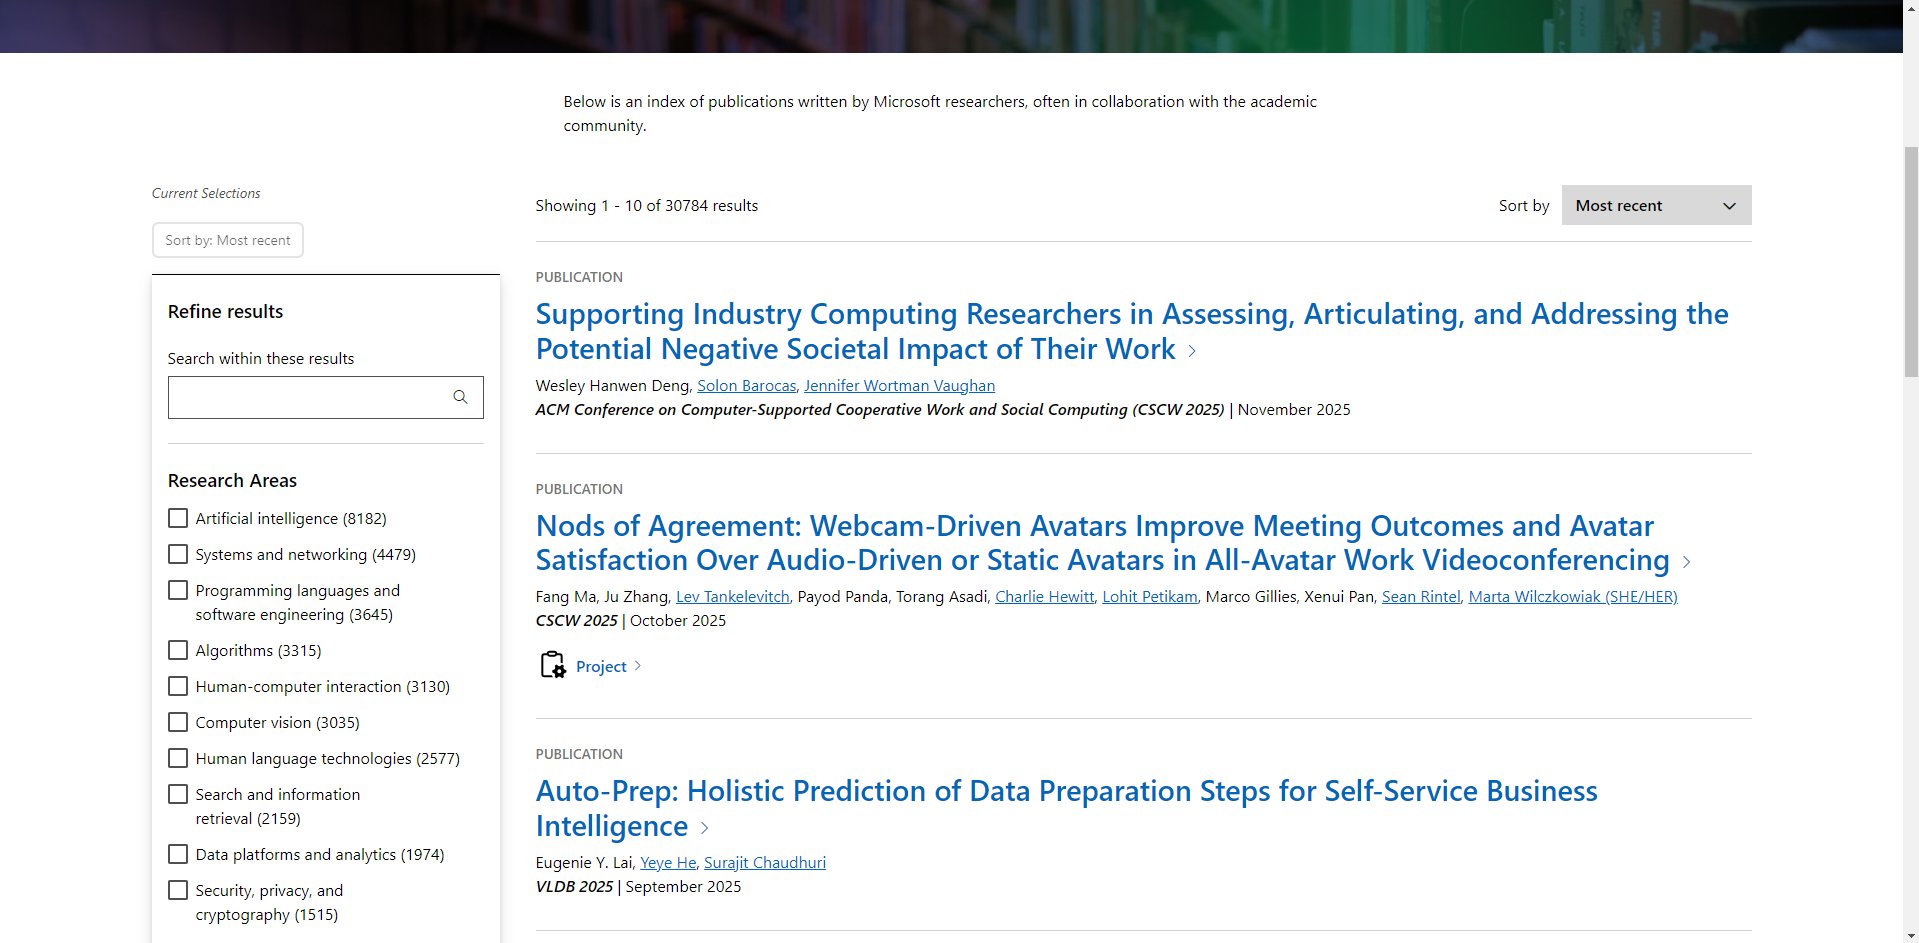 Below is an index of publications written by Microsoft researchers, often in collaboration with the academic
community.
Current Selections
Sort by: Most recent
Refine results
Search within these results
Research Areas
Artificial intelligence (8182)
Systems and networking (4479)
Programming languages and
software engineering (3645)
Algorithms (3315)
Human-computer interaction (3130)
Computer vision (3035)
Human language technologies (2577)
Search and information
retrieval (2159)
Data platforms and analytics (1974)
Security, privacy, and
cryptography (1515)
Showing 1 - 10 of 30784 results
Sort by Most recent
PUBLICATION
Supporting Industry Computing Researchers in Assessing, Articulating, and Addressing the
Potential Negative Societal Impact of Their Work
Wesley Hanwen Deng, Solon Barocas, Jennifer Wortman Vaughan
ACM Conference on Computer-Supported Cooperative Work and Social Computing (CSCW 2025) | November 2025
PUBLICATION
Nods of Agreement: Webcam-Driven Avatars Improve Meeting Outcomes and Avatar
Satisfaction Over Audio-Driven or Static Avatars in All-Avatar Work Videoconferencing
Fang Ma, Ju Zhang, Lev Tankelevitch, Payod Panda, Torang Asadi, Charlie Hewitt, Lohit Petikam, Marco Gillies, Xenui Pan, Sean Rintel, Marta Wilczkowiak (SHE/HER)
CSCW 2025 | October 2025
Project
PUBLICATION
Auto-Prep: Holistic Prediction of Data Preparation Steps for Self-Service Business
Intelligence
Eugenie Y. Lai, Yeye He, Surajit Chaudhuri
VLDB 2025 | September 2025